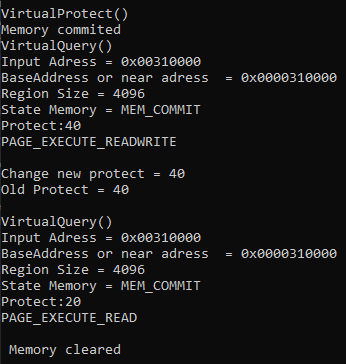 VirtualProtect()
Memory commited
VirtualQuery()
Input Adress = 0x00310000
BaseAddress or near adress  = 0x0000310000
Region Size = 4096
State Memory = MEM_COMMIT
Protect:40
PAGE_EXECUTE_READWRITE
Change new protect = 40
Old Protect = 40
VirtualQuery()
Input Adress = 0x00310000
BaseAddress or near adress  = 0x0000310000
Region Size = 4096
State Memory = MEM_COMMIT
Protect:20
PAGE_EXECUTE_READ
Memory cleared